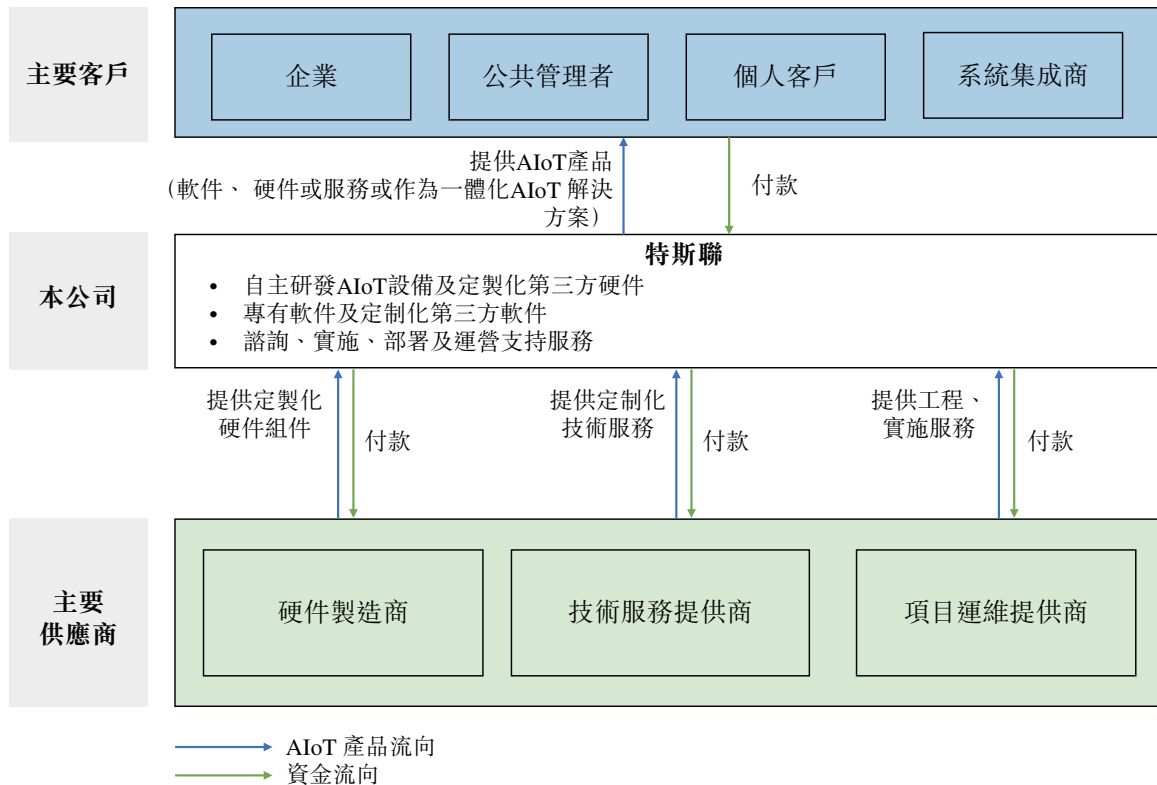 主要客戶
企業
公共管理者
個人客戶
系統集成商
提供AIoT產品
(軟件、 硬件或服務或作為一體化AIoT 解決
方案)
付款
本公司
特斯聯
• 自主研發AIoT設備及定製化第三方硬件
• 專有軟件及定制化第三方軟件
• 諮詢、實施、部署及運營支持服務
提供定製化
硬件組件
付款
提供定制化
技術服務
付款
提供工程、
實施服務
付款
主要
供應商
硬件製造商
技術服務提供商
項目運維提供商
AIoT 產品流向
資金流向